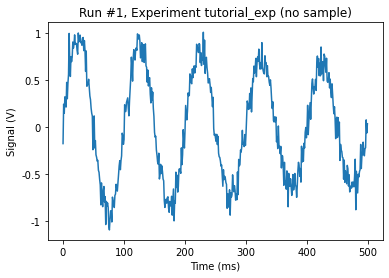 Run #1, Experiment tutorial_exp (no sample)
1
0.5
0
-0.5
-1
Signal (V)
0 100 200 300 400 500
Time (ms)